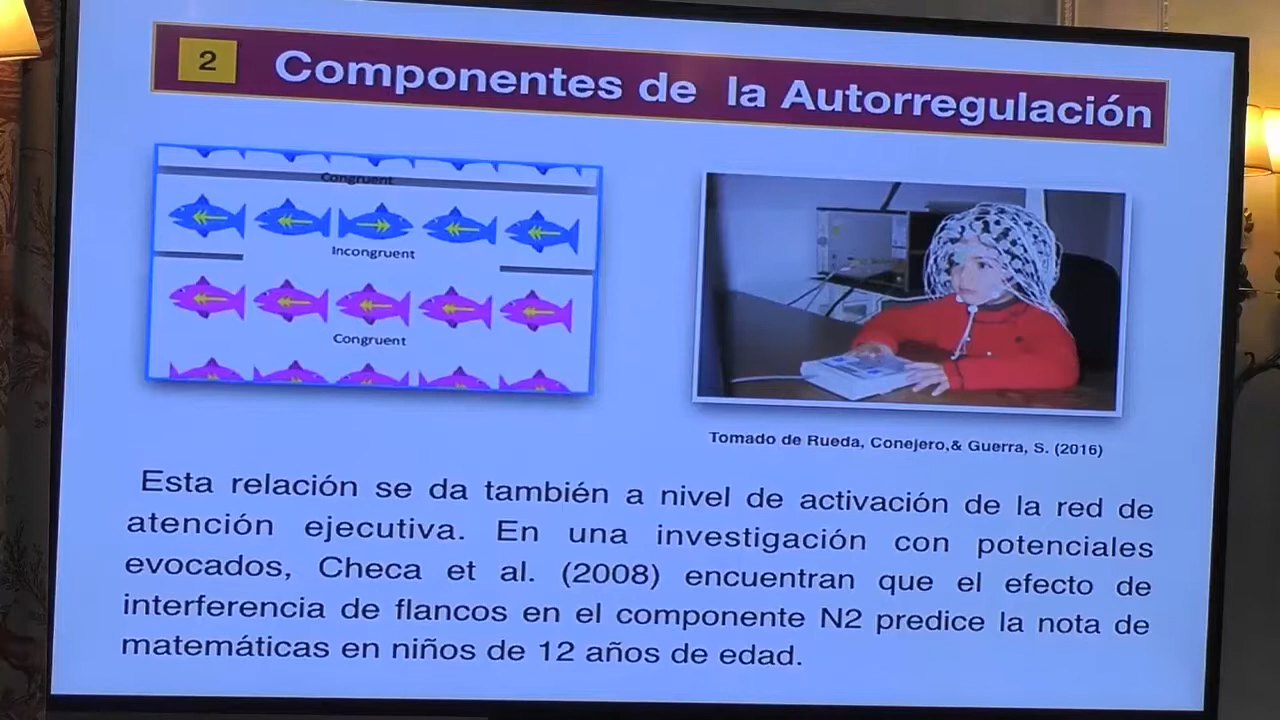 2
Componentes de la Autorregulación
Congruent
Incongruent
Congruent
Tomado de Rueda, Conejero,& Guerra, S. (2016)
Esta relación se da también a nivel de activación de la red de
atención ejecutiva. En una investigación con potenciales
evocados, Checa et al. (2008) encuentran que el efecto de
interferencia de flancos en el componente N2 predice la nota de
matemáticas en niños de 12 años de edad.